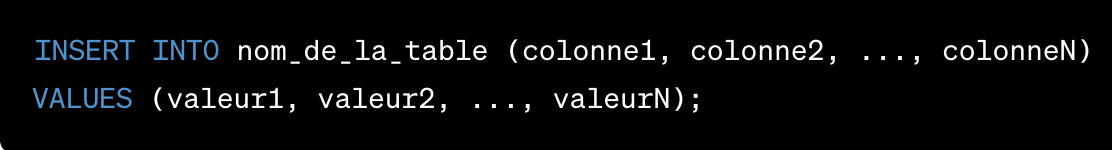 INSERT INTO nom_de_la_table (colonne1, colonne2, ..., colonneN)
VALUES (valeur1, valeur2, ..., valeurN);